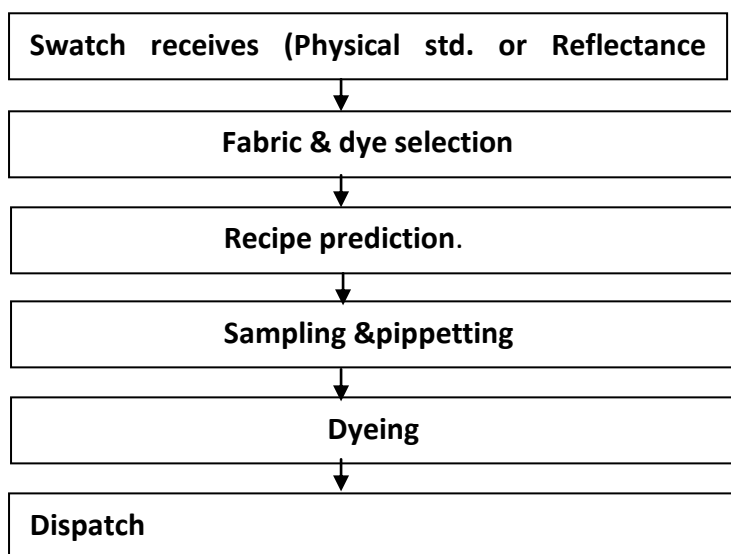 Swatch receives (Physical std. or Reflectance
Fabric & dye selection
Recipe prediction.
Sampling &pippetting
Dyeing
Dispatch